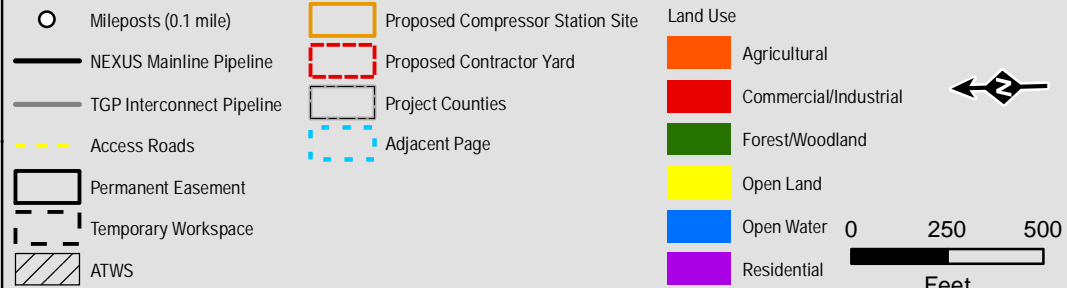 Mileposts (0.1 mile)
NEXUS Mainline Pipeline
TGP Interconnect Pipeline
Access Roads
Permanent Easement
Temporary Workspace
ATWS
Proposed Compressor Station Site
Proposed Contractor Yard
Project Counties
Adjacent Page
Land Use
Agricultural
Commercial/Industrial
Forest/Woodland
Open Land
Open Water
Residential
N
0 250 500
Feet